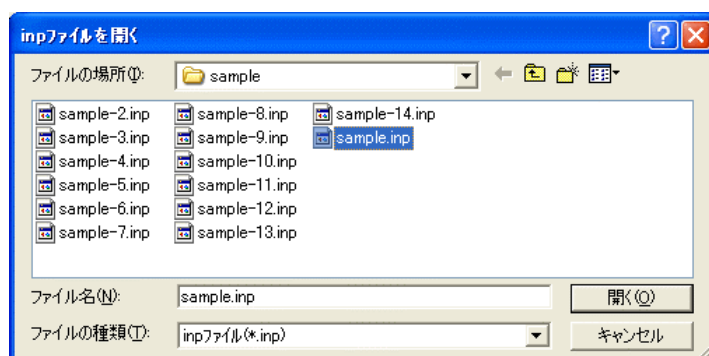 inpファイルを開く
ファイルの場所(I):
sample
sample-2.inp
sample-3.inp
sample-4.inp
sample-5.inp
sample-6.inp
sample-7.inp
sample-8.inp
sample-9.inp
sample-10.inp
sample-11.inp
sample-12.inp
sample-13.inp
sample-14.inp
sample.inp
ファイル名(N):
sample.inp
開く(O)
ファイルの種類(T):
inpファイル(*.inp)
キャンセル